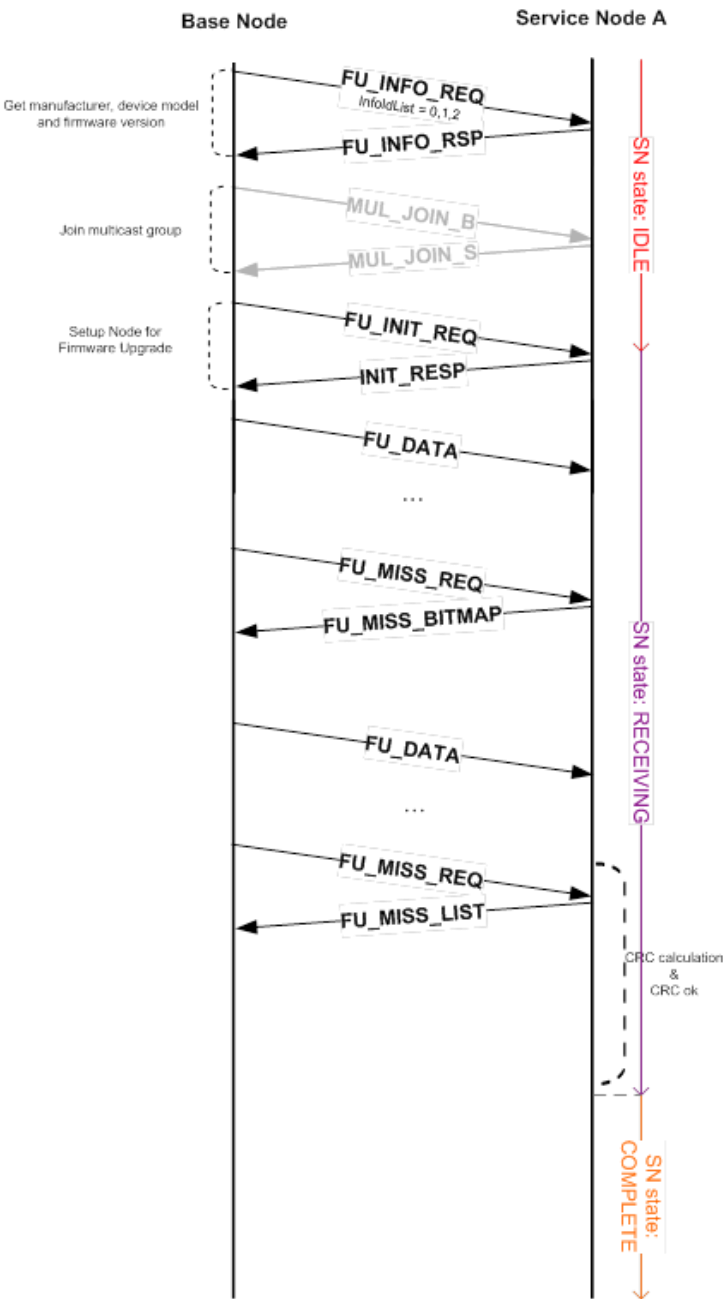 Base Node
Service Node A
FU_INFO_REQ
InfoIdList = 0,1,2
Get manufacturer, device model
and firmware version
FU_INFO_RSP
SN state: IDLE
MUL_JOIN_B
Join multicast group
MUL_JOIN_S
FU_INIT_REQ
Setup Node for
Firmware Upgrade
INIT_RESP
FU_DATA
...
FU_MISS_REQ
FU_MISS_BITMAP
SN state: RECEIVING
FU_DATA
...
FU_MISS_REQ
FU_MISS_LIST
CRC calculation
&
CRC ok
SN state:
COMPLETE